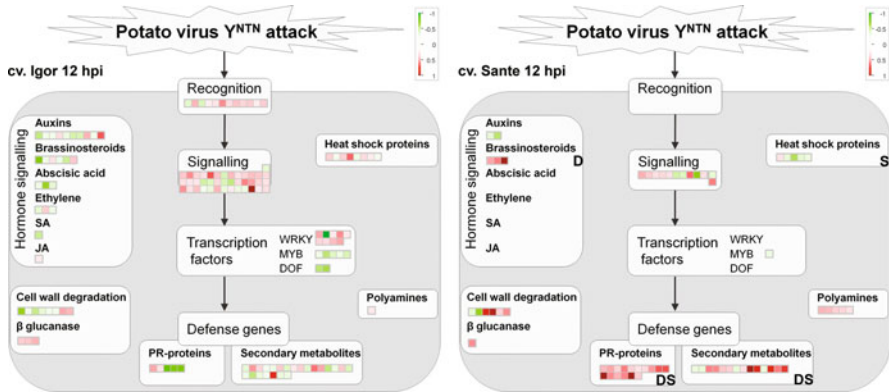 Potato virus Y^NTN attack
-1
-0.5
0
0.5
1
cv. Igor 12 hpi
Recognition
Hormone signalling
Auxins
Brassinosteroids
Abscisic acid
Ethylene
SA
JA
Heat shock proteins
Signalling
Transcription factors
WRKY
MYB
DOF
Cell wall degradation
β glucanase
Polyamines
Defense genes
PR-proteins
Secondary metabolites
Potato virus Y^NTN attack
-1
-0.5
0
0.5
1
cv. Sante 12 hpi
Recognition
Hormone signalling
Auxins
Brassinosteroids
D
Abscisic acid
Ethylene
SA
JA
Heat shock proteins
S
Signalling
Transcription factors
WRKY
MYB
DOF
Cell wall degradation
β glucanase
Polyamines
Defense genes
PR-proteins
DS
Secondary metabolites
DS